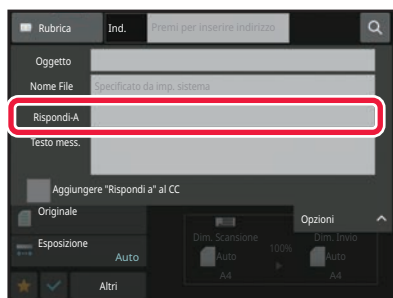 Rubrica Ind. Premi per inserire indirizzo
Oggetto
Nome File Specificato da imp. sistema
Rispondi-A
Testo mess.
Aggiungere "Rispondi a" al CC
Originale Opzioni
Esposizione Dim. Scansione 100% Dim. Invio
Auto Auto Auto
A4 A4
Altri